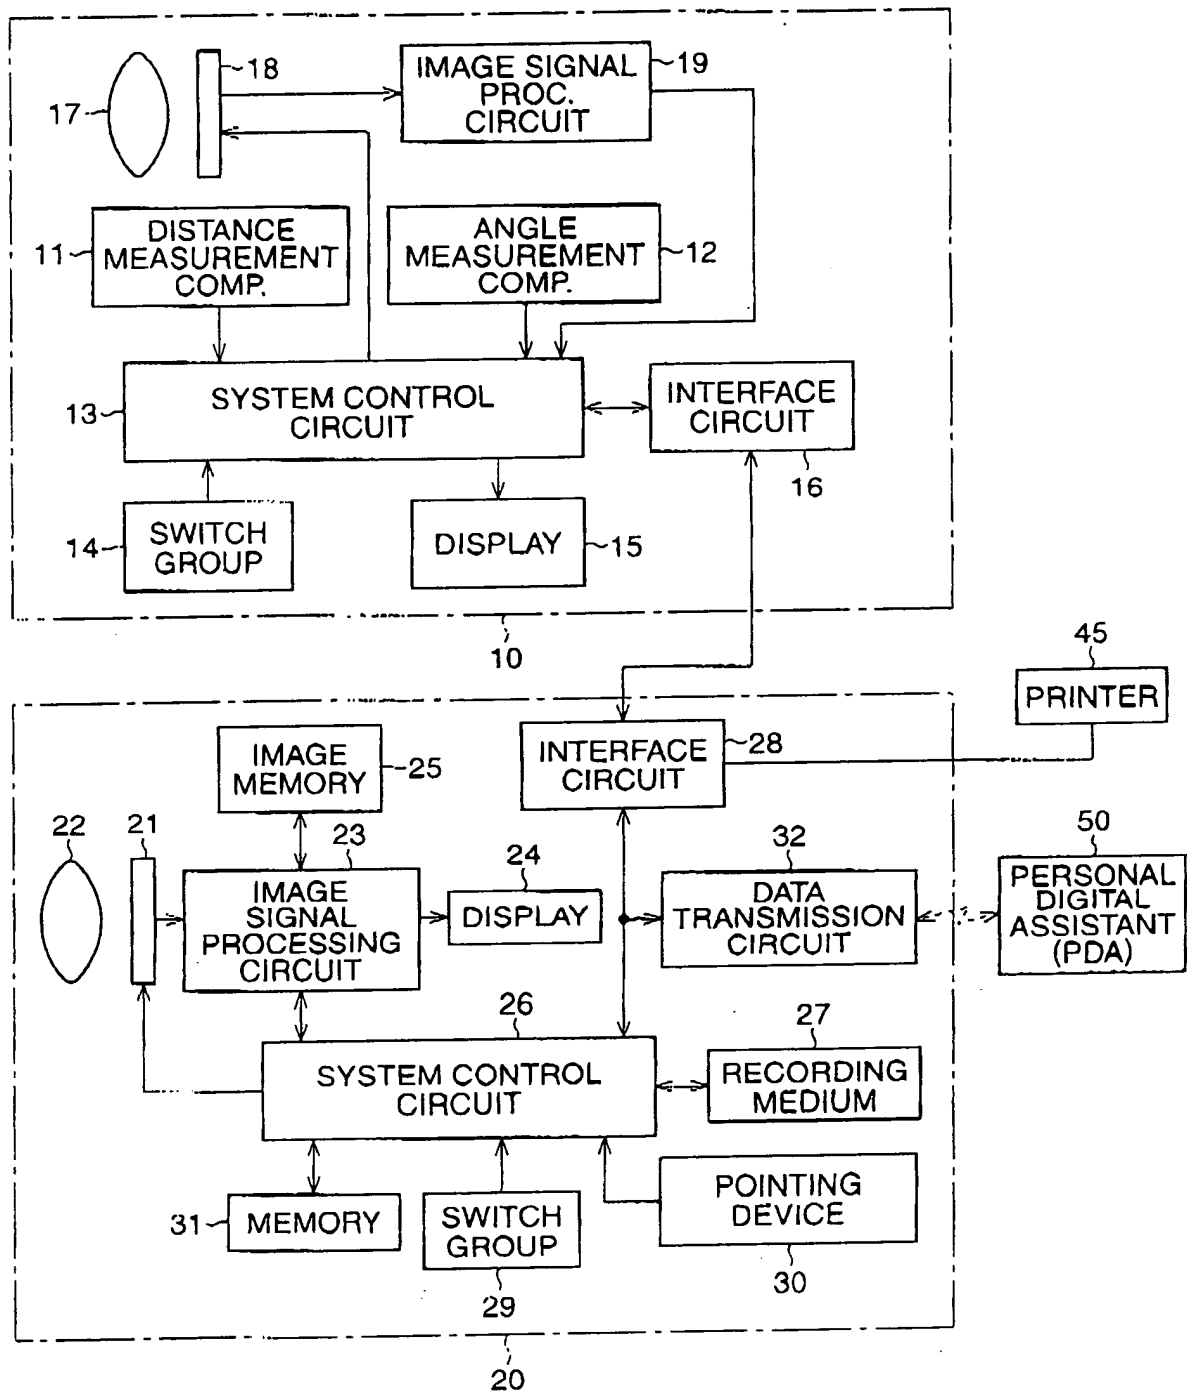 18
IMAGE SIGNAL
PROC.
CIRCUIT
19
17
DISTANCE
MEASUREMENT
COMP.
11
ANGLE
MEASUREMENT
COMP.
12
13
SYSTEM CONTROL
CIRCUIT
INTERFACE
CIRCUIT
16
14
SWITCH
GROUP
DISPLAY
15
10
45
PRINTER
IMAGE
MEMORY
25
INTERFACE
CIRCUIT
28
22
21
23
IMAGE
SIGNAL
PROCESSING
CIRCUIT
24
DISPLAY
32
DATA
TRANSMISSION
CIRCUIT
50
PERSONAL
DIGITAL
ASSISTANT
(PDA)
26
SYSTEM CONTROL
CIRCUIT
27
RECORDING
MEDIUM
31
MEMORY
SWITCH
GROUP
29
POINTING
DEVICE
30
20